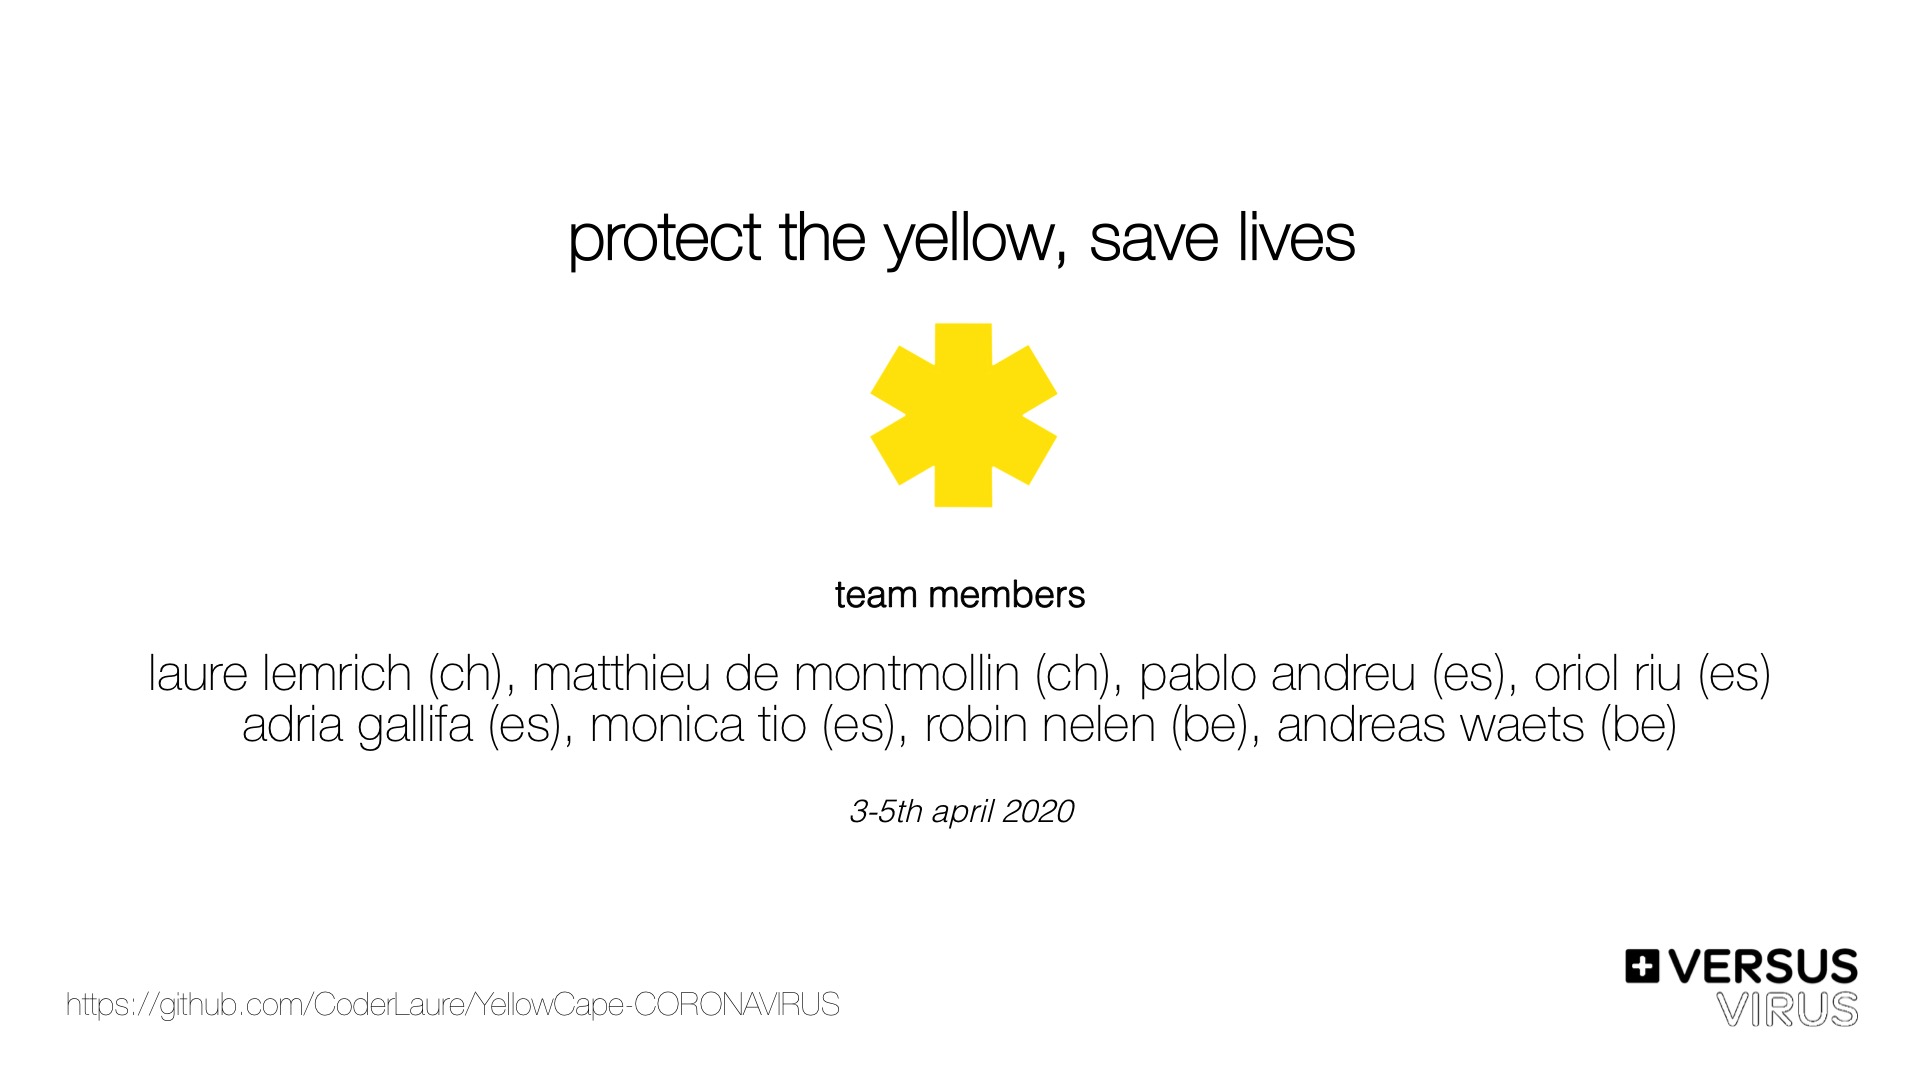 protect the yellow, save lives
team members
laure lemrich (ch), matthieu de montmollin (ch), pablo andreu (es), oriol riu (es)
adria gallifa (es), monica tio (es), robin nelen (be), andreas waets (be)
3-5th april 2020
https://github.com/CoderLaure/YellowCape-CORONAVIRUS
VERSUS
VIRUS